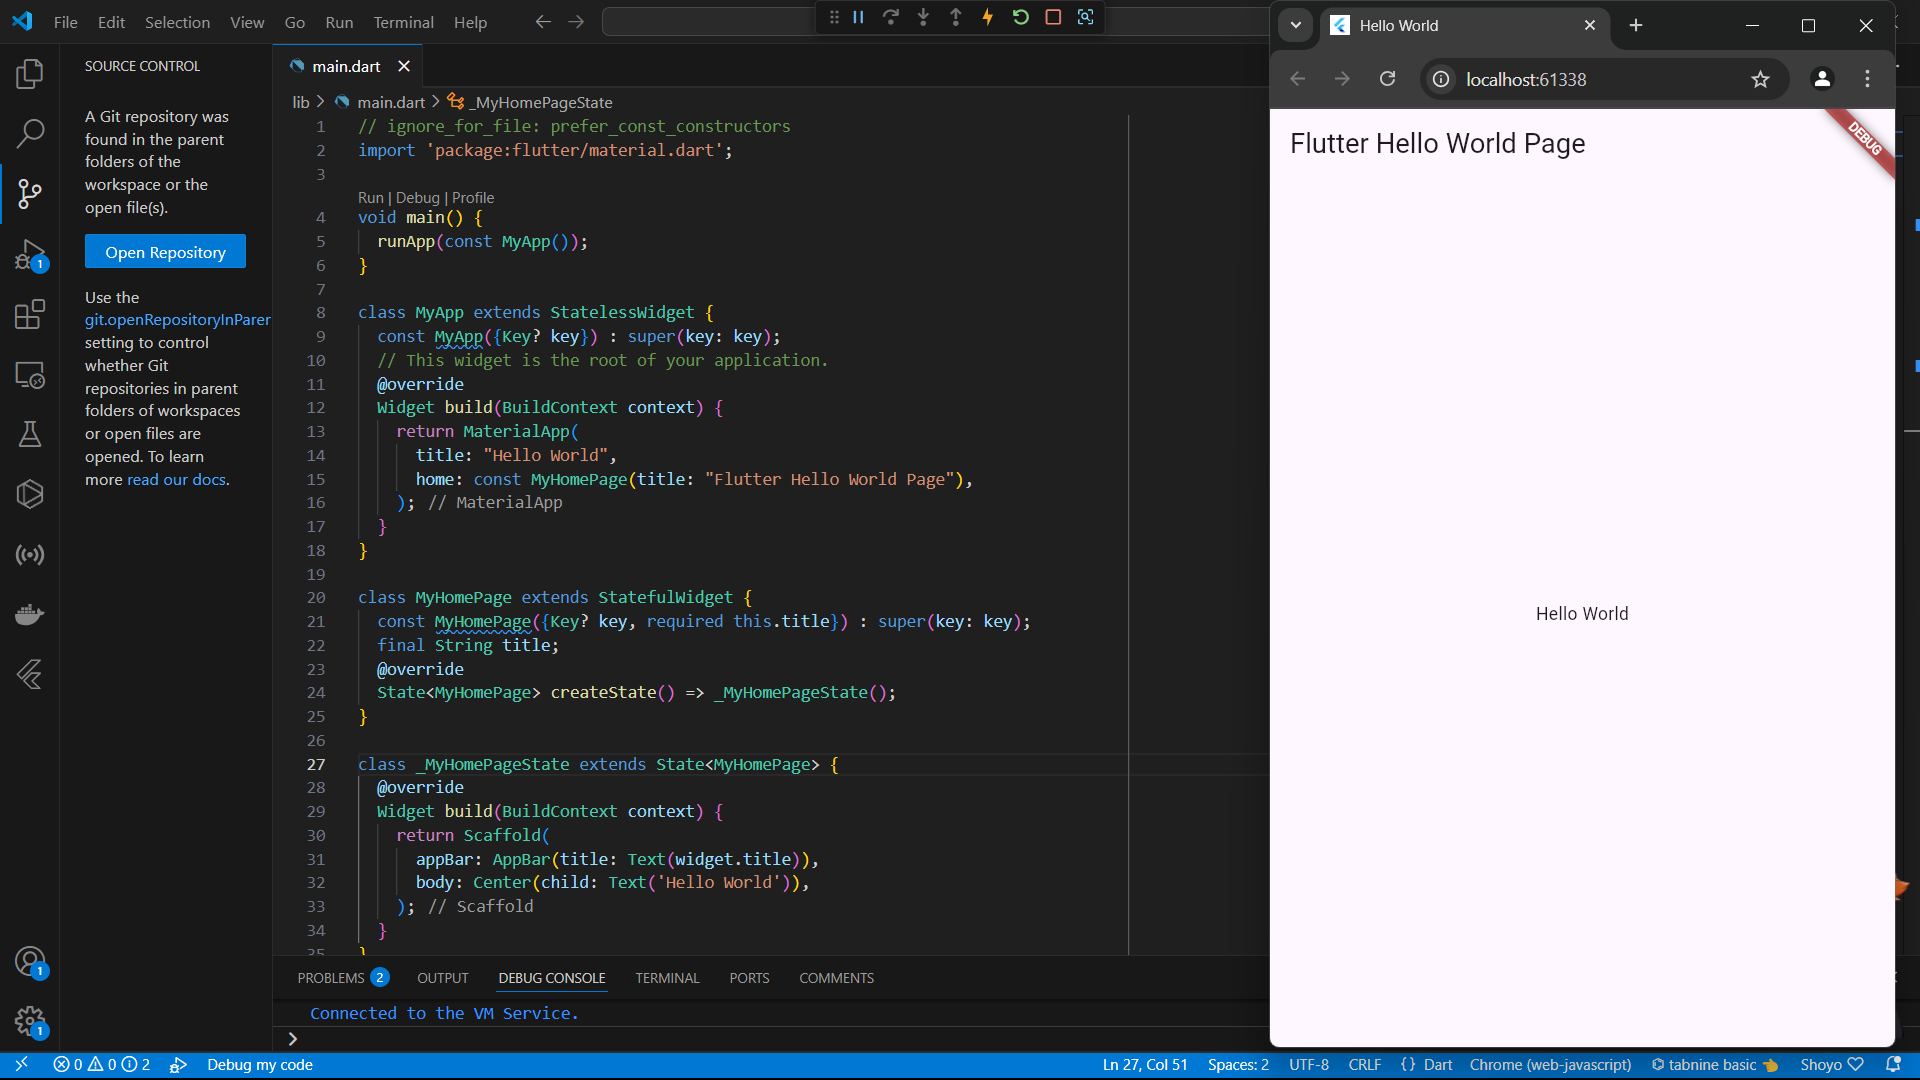 File Edit Selection View Go Run Terminal Help
SOURCE CONTROL
A Git repository was
found in the parent
folders of the
workspace or the
open file(s).
Open Repository
Use the
git.openRepositoryInParer
setting to control
whether Git
repositories in parent
folders of workspaces
or open files are
opened. To learn
more read our docs.
1
1
1
main.dart
lib > main.dart > _MyHomePageState
1 // ignore_for_file: prefer_const_constructors
2 import 'package:flutter/material.dart';
3
Run | Debug | Profile
4 void main() {
5 runApp(const MyApp());
6 }
7
8 class MyApp extends StatelessWidget {
9 const MyApp({Key? key}) : super(key: key);
10 // This widget is the root of your application.
11 @override
12 Widget build(BuildContext context) {
13 return MaterialApp(
14 title: "Hello World",
15 home: const MyHomePage(title: "Flutter Hello World Page"),
16 ); // MaterialApp
17 }
18 }
19
20 class MyHomePage extends StatefulWidget {
21 const MyHomePage({Key? key, required this.title}) : super(key: key);
22 final String title;
23 @override
24 State<MyHomePage> createState() => _MyHomePageState();
25 }
26
27 class _MyHomePageState extends State<MyHomePage> {
28 @override
29 Widget build(BuildContext context) {
30 return Scaffold(
31 appBar: AppBar(title: Text(widget.title)),
32 body: Center(child: Text('Hello World')),
33 ); // Scaffold
34 }
35 }
PROBLEMS 2 OUTPUT DEBUG CONSOLE TERMINAL PORTS COMMENTS
Connected to the VM Service.
>
0 0 2 Debug my code
Ln 27, Col 51 Spaces: 2 UTF-8 CRLF {} Dart Chrome (web-javascript) tabnine basic Shoyo
Hello World
localhost:61338
Flutter Hello World Page
DEBUG
Hello World